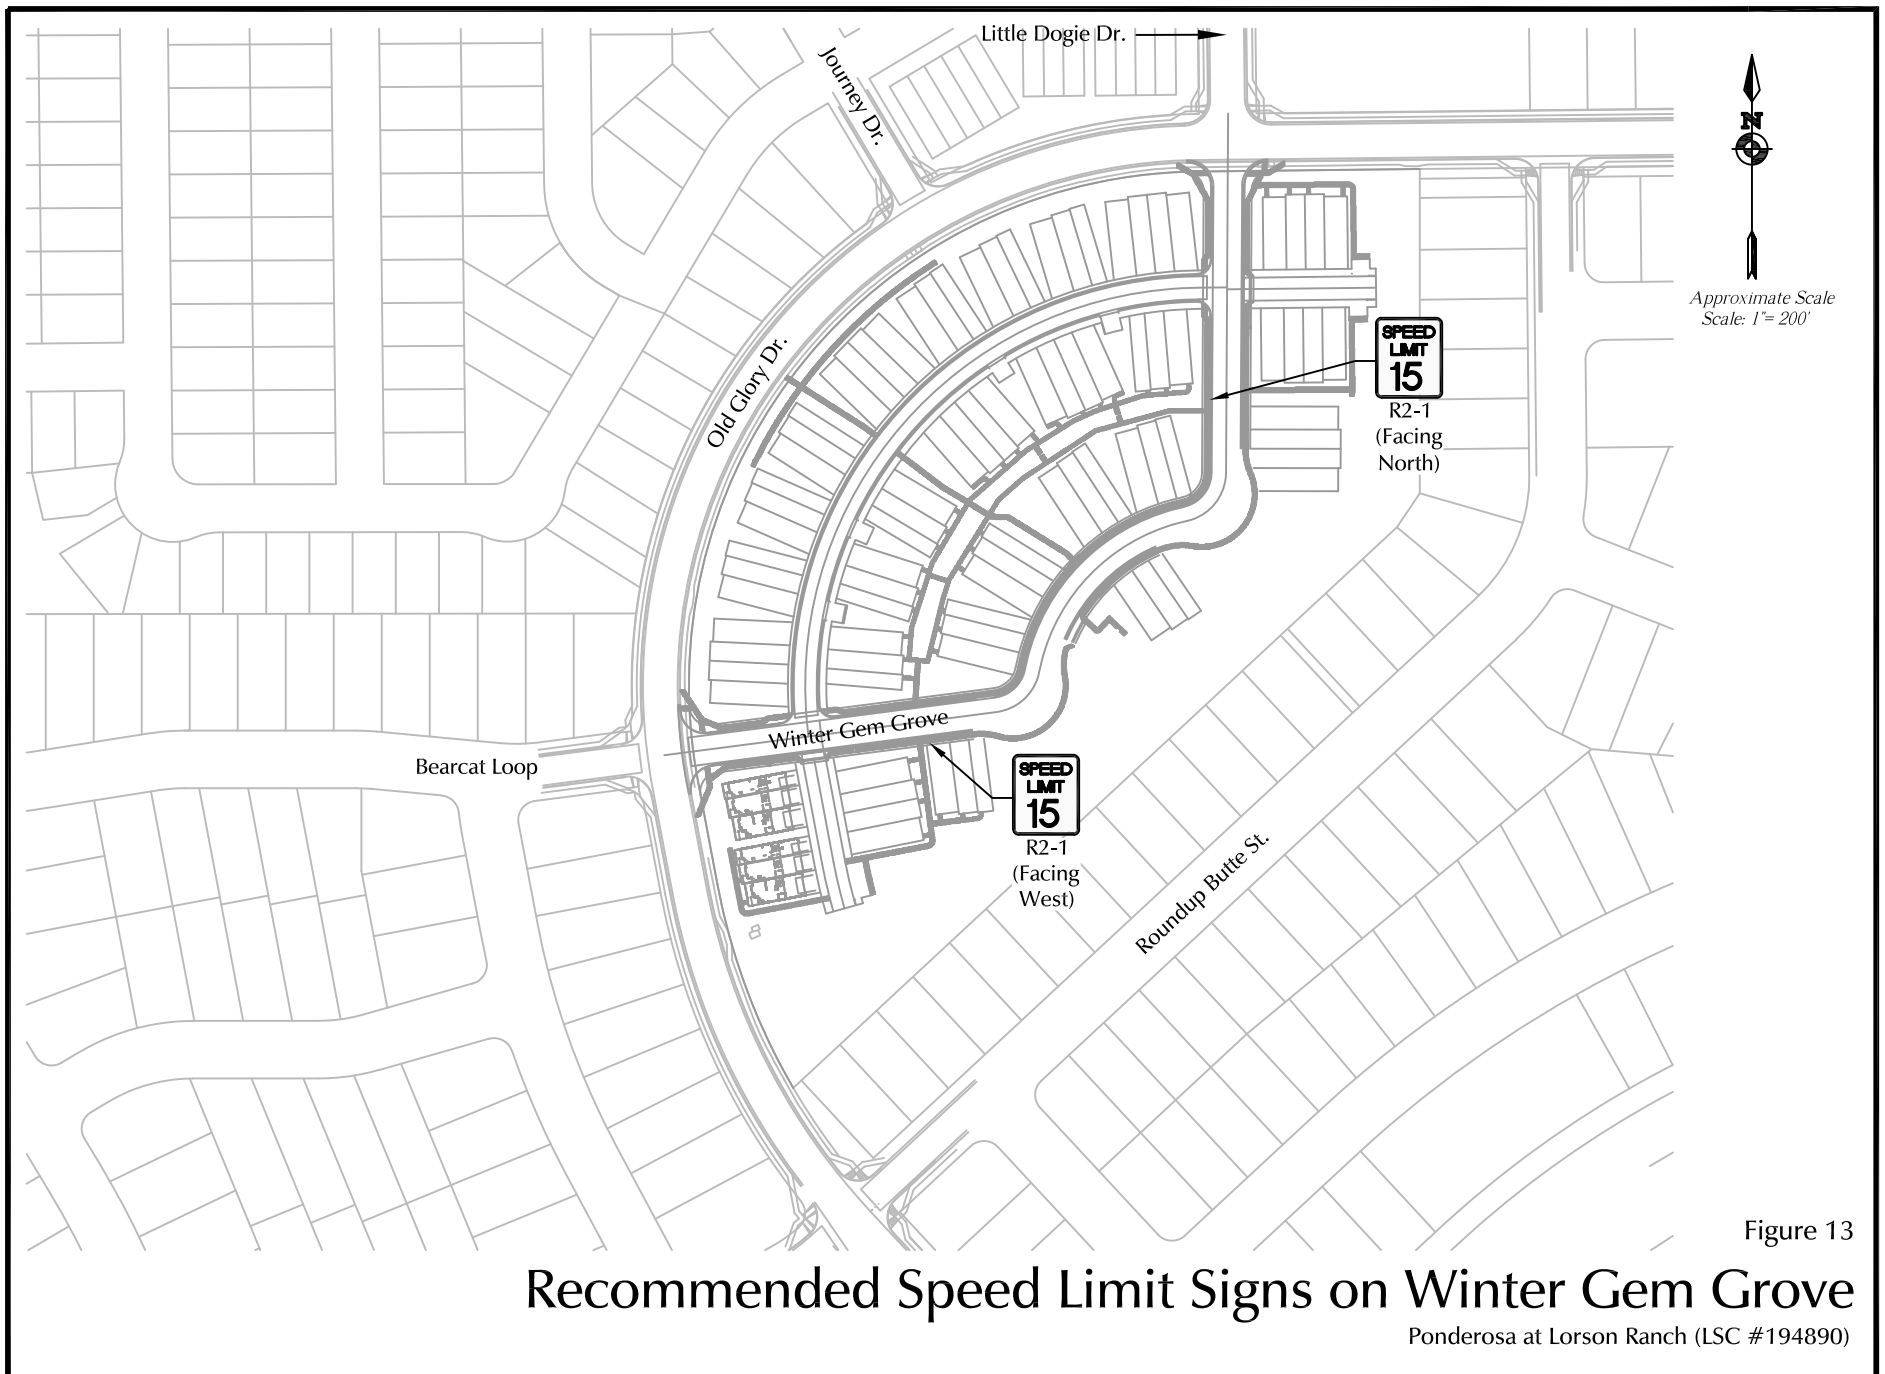 Little Dogie Dr.
Journey Dr.
N
Approximate Scale
Scale: 1"= 200'
SPEED
LIMIT
15
R2-1
(Facing
North)
Old Glory Dr.
Winter Gem Grove
Bearcat Loop
SPEED
LIMIT
15
R2-1
(Facing
West)
Roundup Butte St.
Figure 13
Recommended Speed Limit Signs on Winter Gem Grove
Ponderosa at Lorson Ranch (LSC #194890)